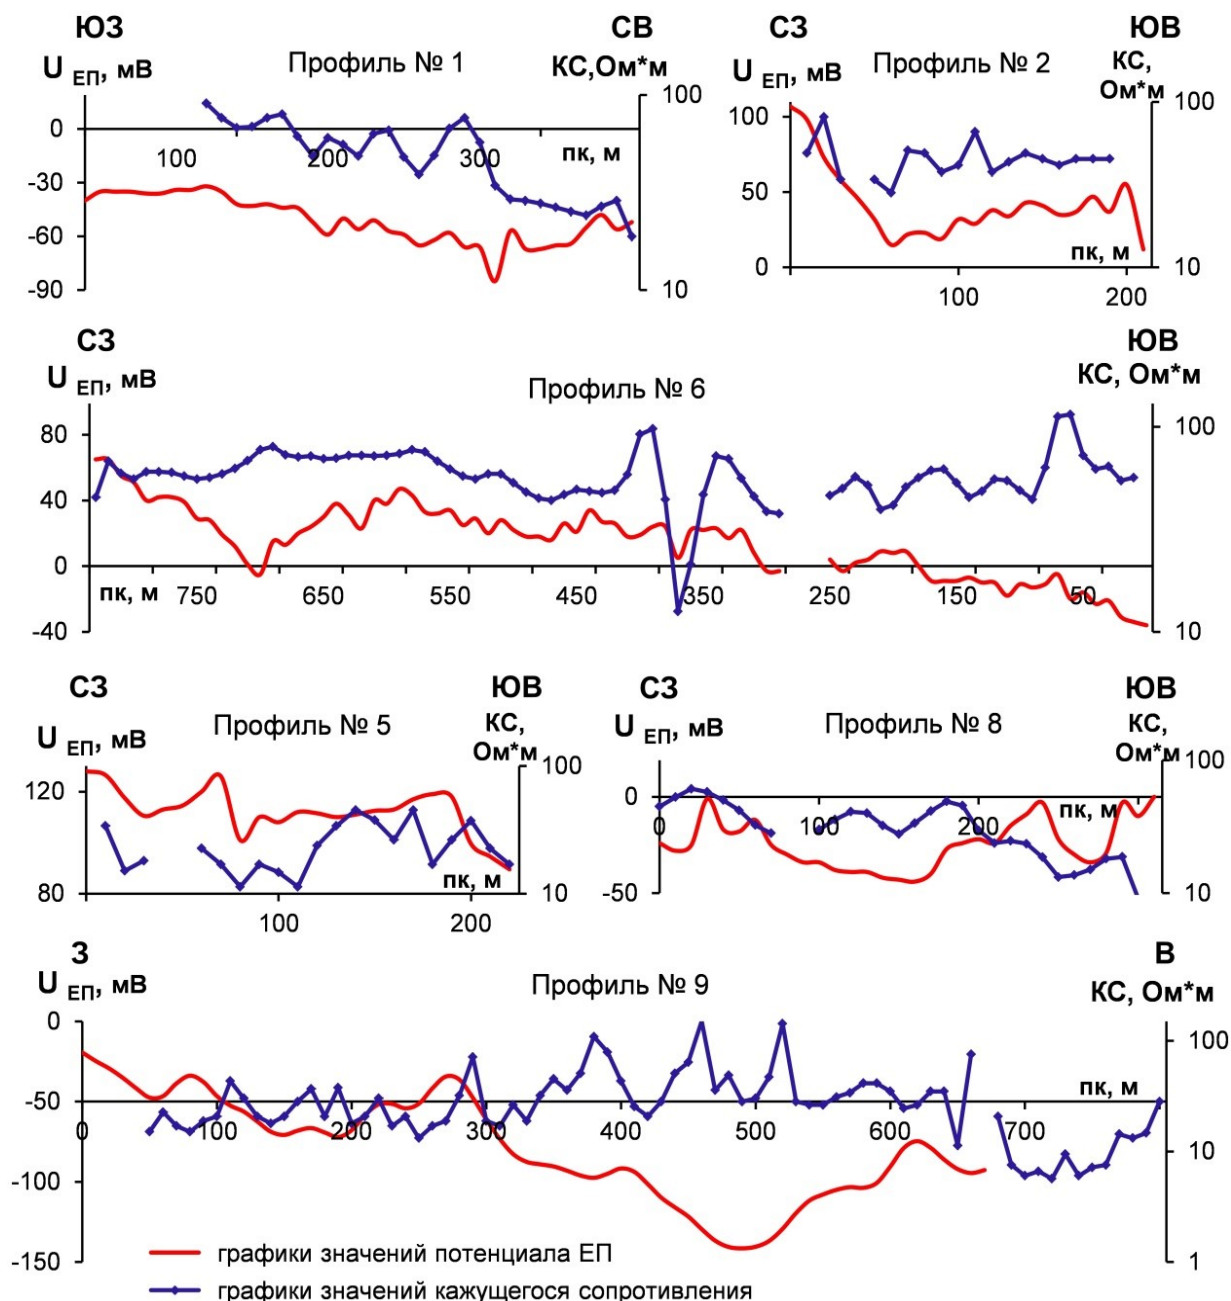 ЮЗ СВ
U ЕП, мВ Профиль № 1 КС,Ом*м
100
0
100 200 300 пк, м
-30
-60
-90 10
СЗ ЮВ
U ЕП, мВ Профиль № 2 КС,
Ом*м
100 100
50
пк, м
0 10
100 200
СЗ ЮВ
U ЕП, мВ Профиль № 6 КС, Ом*м
80 100
40
0
пк, м 750 650 550 450 350 250 150 50
-40 10
СЗ ЮВ
U ЕП, мВ Профиль № 5 КС,
Ом*м
100
120
пк, м
80 10
100 200
СЗ ЮВ
U ЕП, мВ Профиль № 8 КС,
Ом*м
100
0 пк, м
0 100 200
-50 10
З В
U ЕП, мВ Профиль № 9 КС, Ом*м
0 100
-50 пк, м
0 100 200 300 400 500 600 700
-100 10
-150 1
графики значений потенциала ЕП
графики значений кажущегося сопротивления